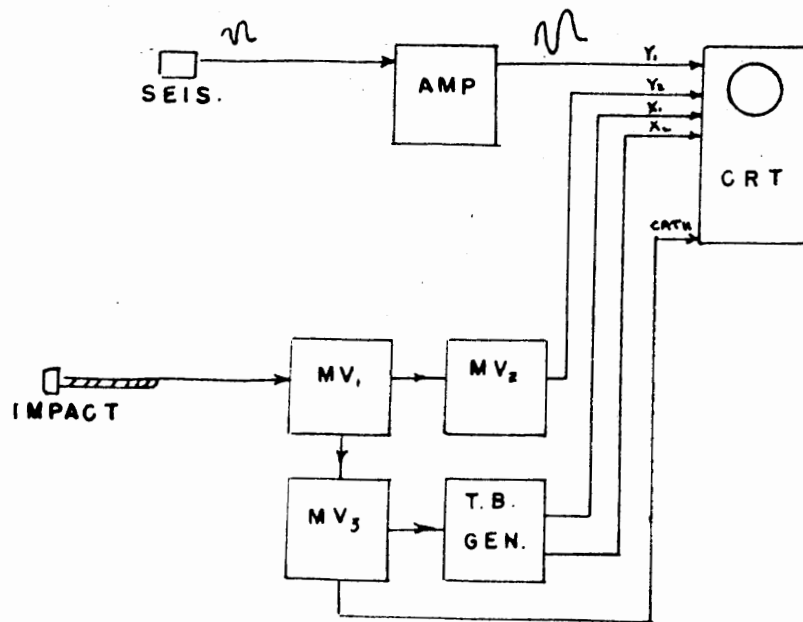 SEIS.
AMP
Y₁
Y₂
X₁
X₂
CRT
CATH
IMPACT
MV₁
MV₂
MV₃
T.B.
GEN.